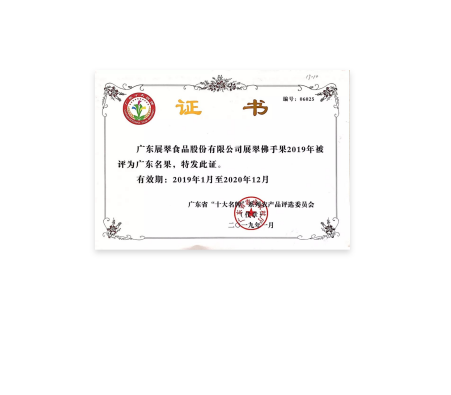 编号：06025
证 书
广东展翠食品股份有限公司展翠佛手果2019年被
评为广东名果，特发此证。
有效期：2019年1月至2020年12月
广东省“十大名牌”系列农产品评选委员会
二〇一九年一月